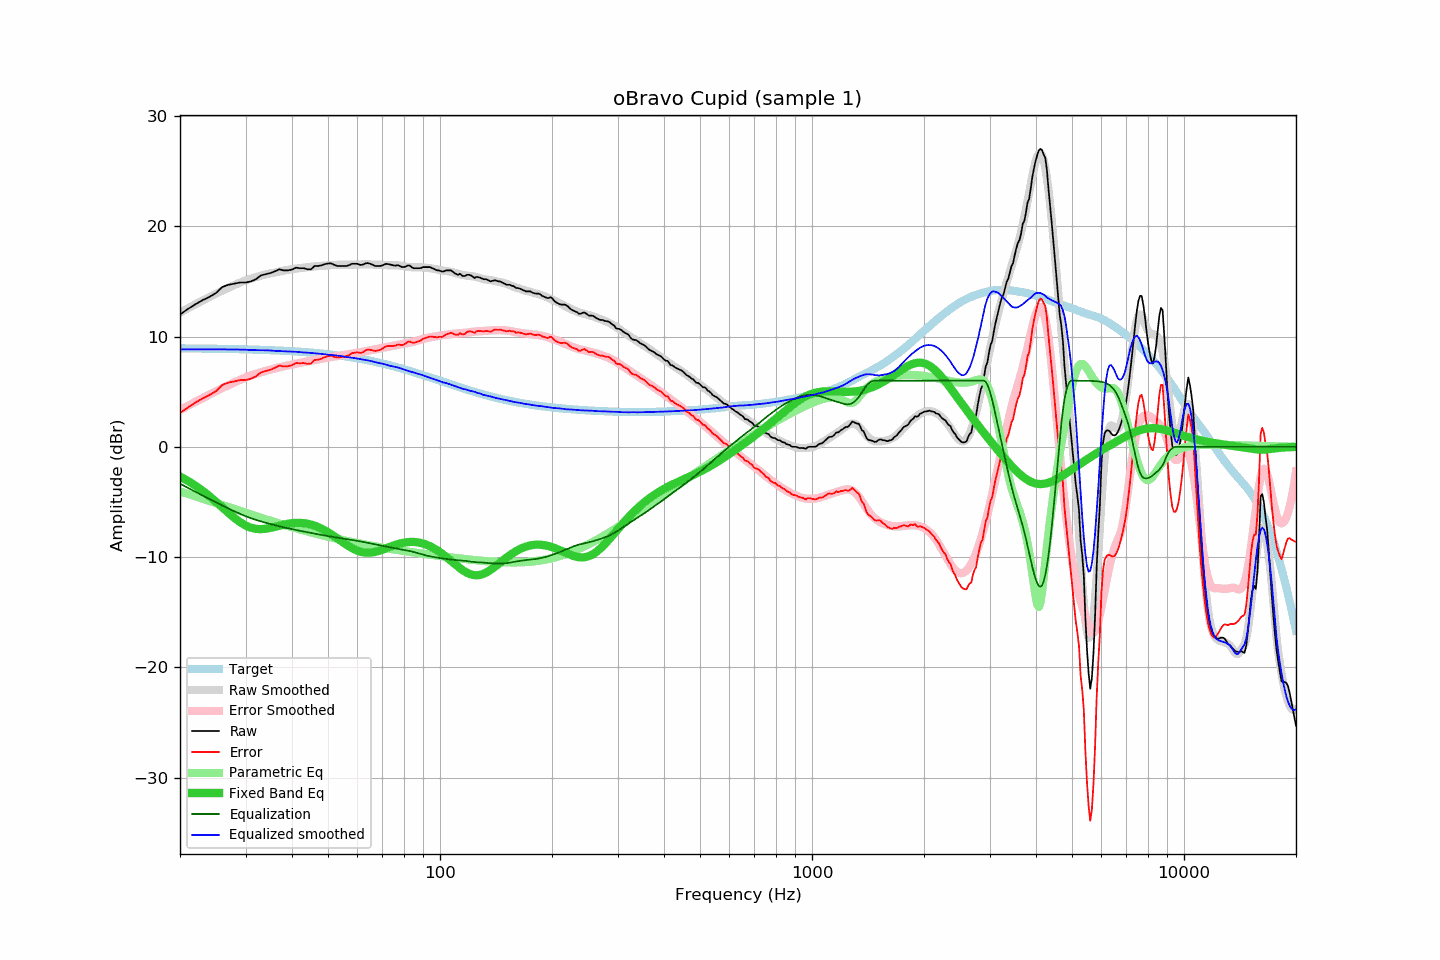 oBravo Cupid (sample 1)
30
20
10
0
−10
−20
−30
Amplitude (dBr)
Target
Raw Smoothed
Error Smoothed
Raw
Error
Parametric Eq
Fixed Band Eq
Equalization
Equalized smoothed
100 1000 10000
Frequency (Hz)